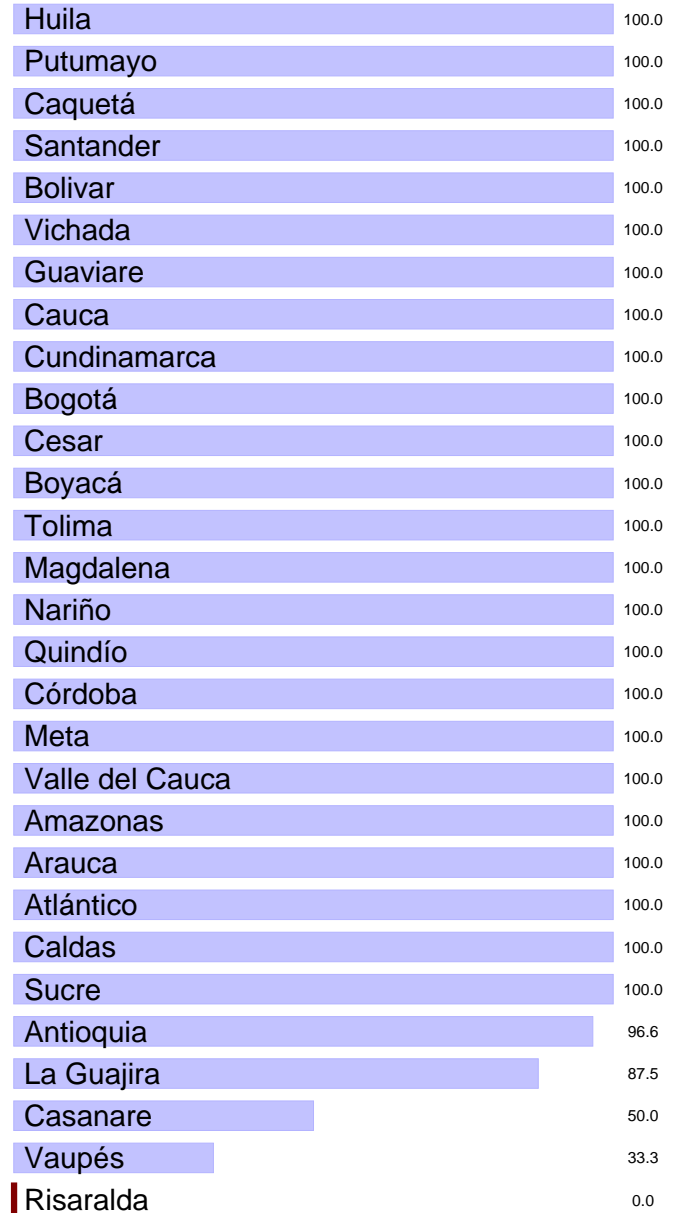 Huila 100.0
Putumayo 100.0
Caquetá 100.0
Santander 100.0
Bolivar 100.0
Vichada 100.0
Guaviare 100.0
Cauca 100.0
Cundinamarca 100.0
Bogotá 100.0
Cesar 100.0
Boyacá 100.0
Tolima 100.0
Magdalena 100.0
Nariño 100.0
Quindío 100.0
Córdoba 100.0
Meta 100.0
Valle del Cauca 100.0
Amazonas 100.0
Arauca 100.0
Atlántico 100.0
Caldas 100.0
Sucre 100.0
Antioquia 96.6
La Guajira 87.5
Casanare 50.0
Vaupés 33.3
Risaralda 0.0